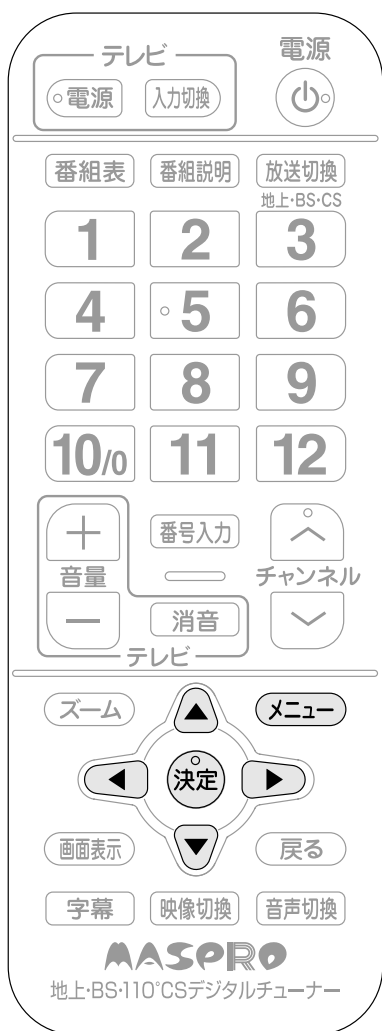 テレビ 電源
電源 入力切換
番組表 番組説明 放送切換
地上・BS・CS
1 2 3
4 5 6
7 8 9
10/0 11 12
+ 番号入力
音量 チャンネル
− 消音
テレビ
ズーム メニュー
決定
画面表示 戻る
字幕 映像切換 音声切換
MASPRO
地上・BS・110°CSデジタルチューナー